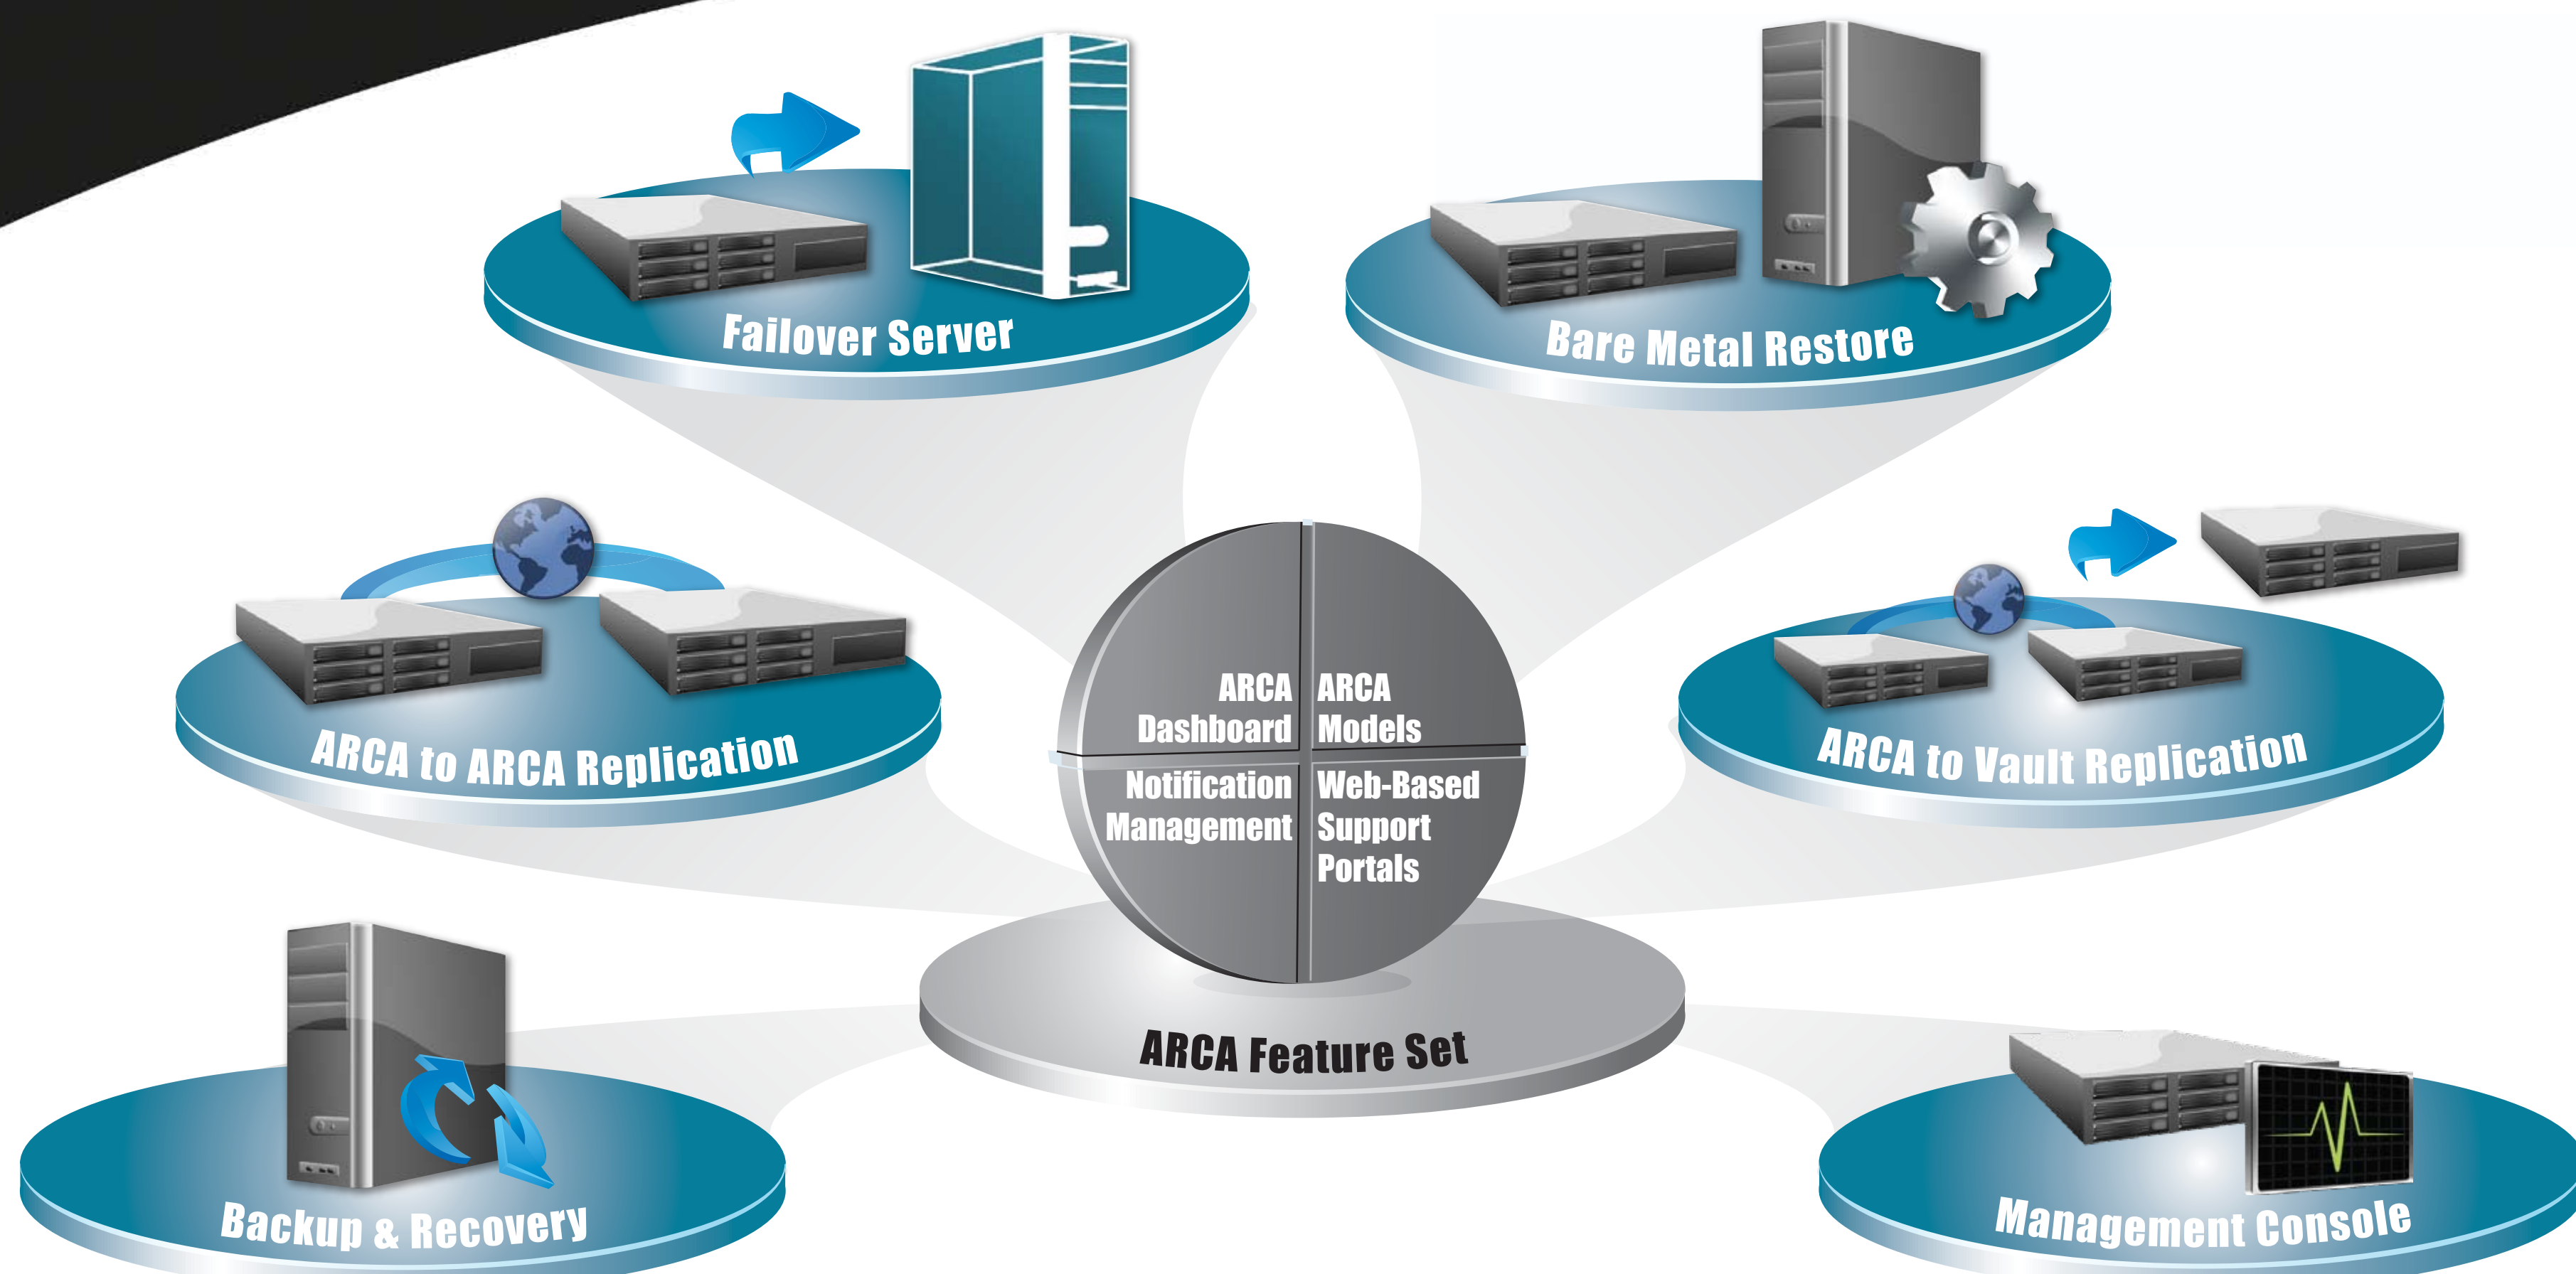 Failover Server
Bare Metal Restore
ARCA to ARCA Replication
ARCA
Dashboard
ARCA
Models
Notification
Management
Web-Based
Support
Portals
ARCA to Vault Replication
ARCA Feature Set
Backup & Recovery
Management Console